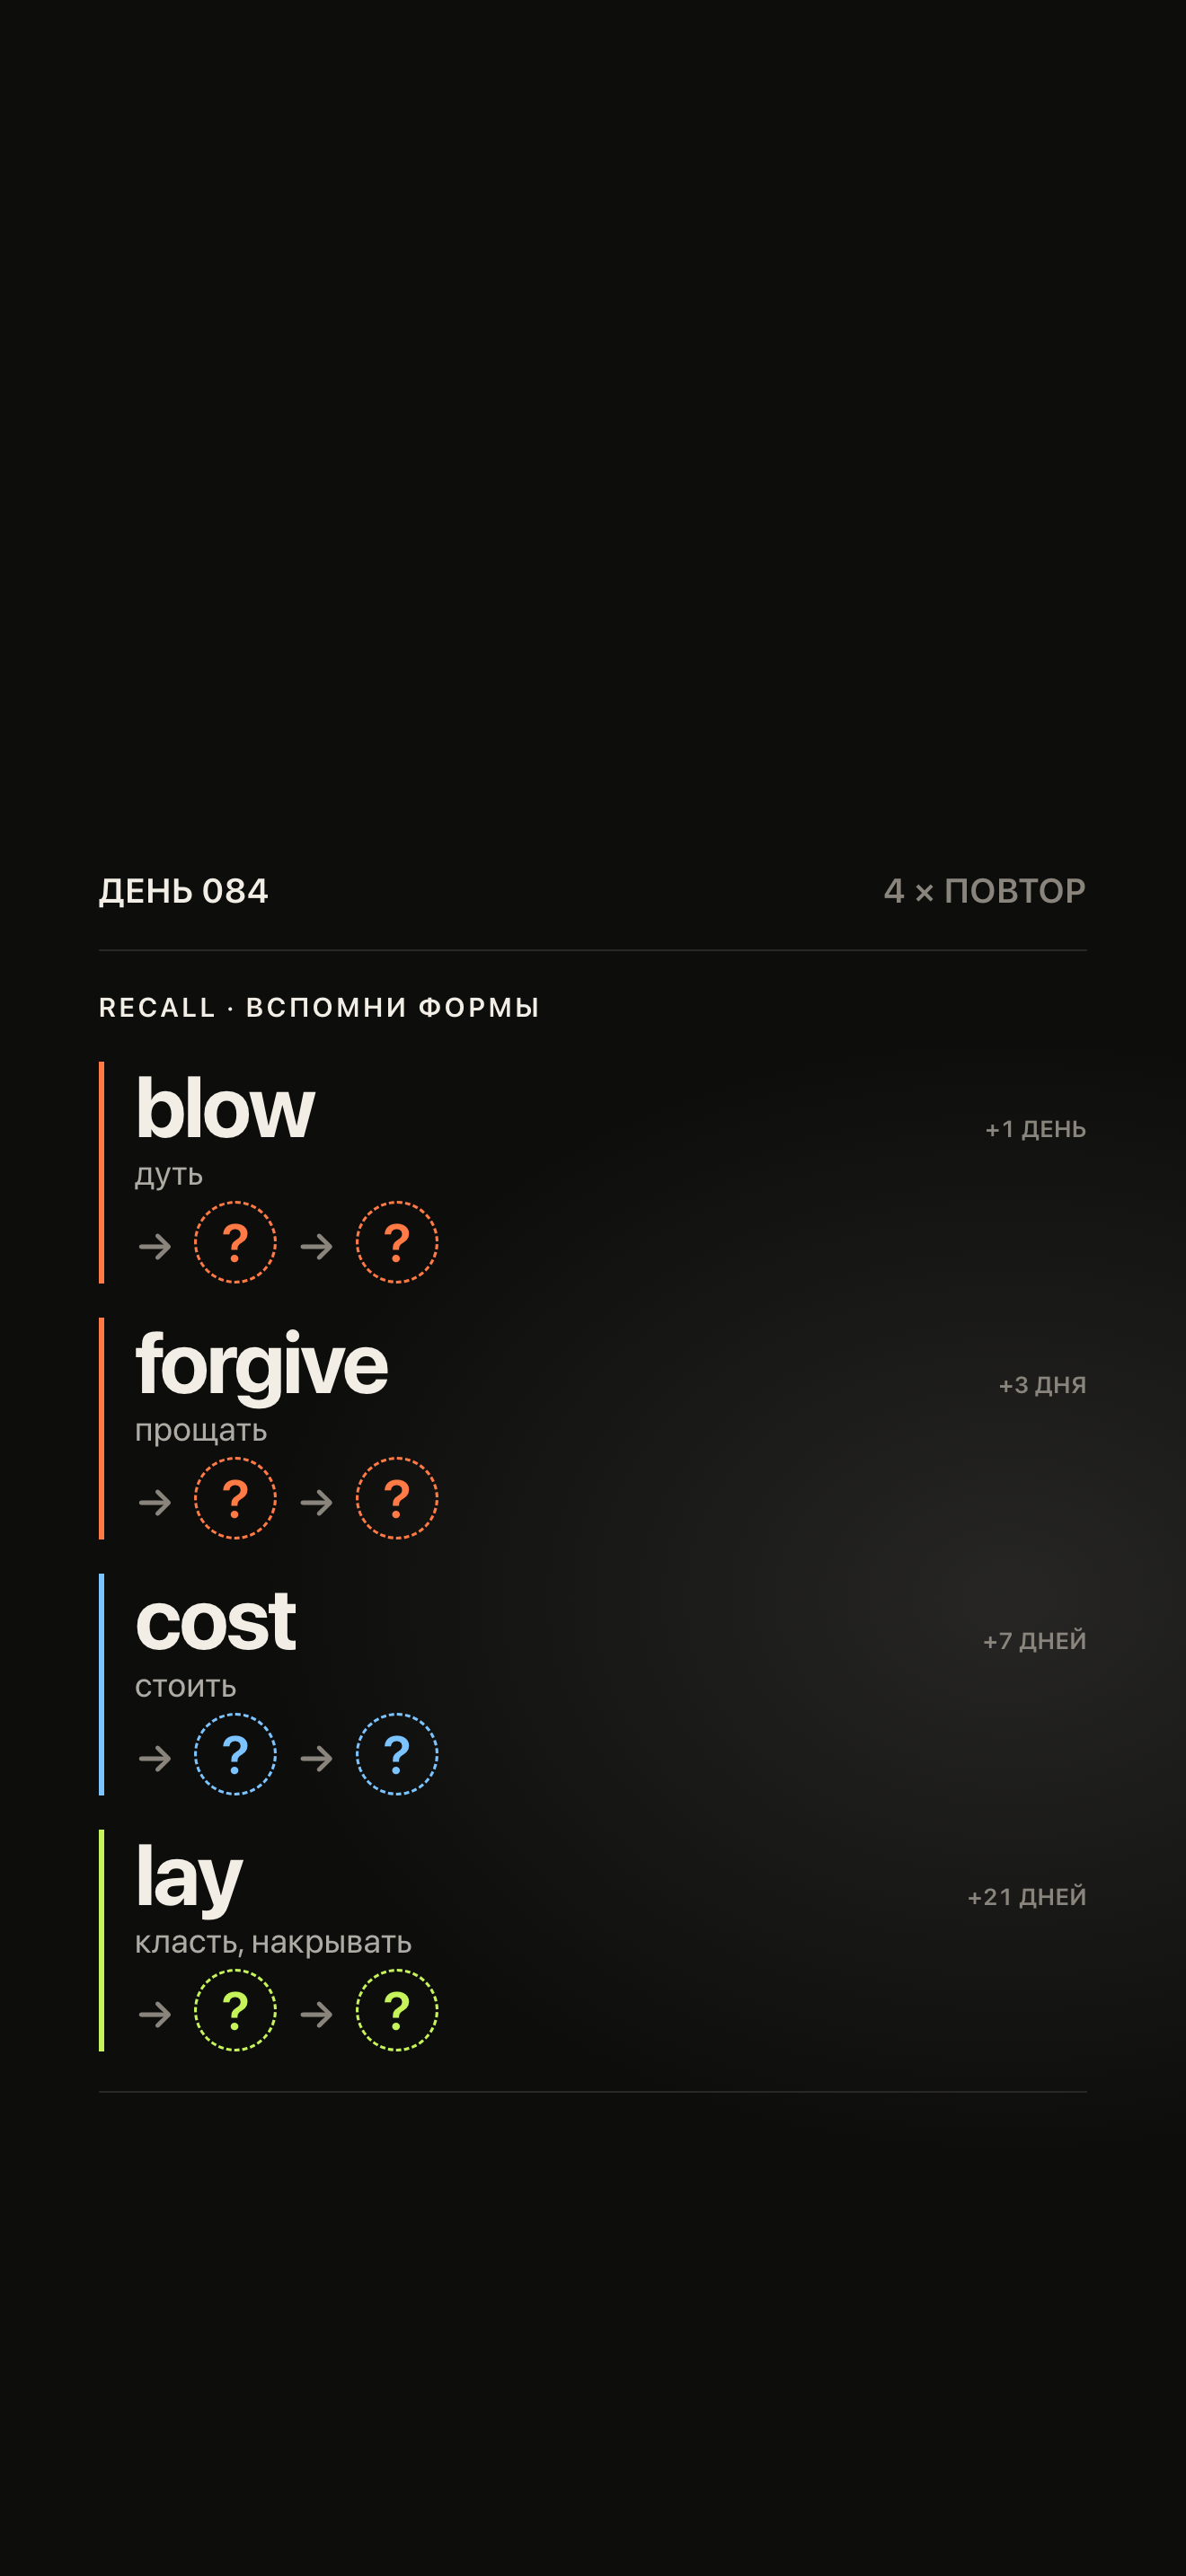 ДЕНЬ 084
4 × ПОВТОР
RECALL · ВСПОМНИ ФОРМЫ
blow
+1 ДЕНЬ
дуть
→ ? → ?
forgive
+3 ДНЯ
прощать
→ ? → ?
cost
+7 ДНЕЙ
стоить
→ ? → ?
lay
+21 ДНЕЙ
класть, накрывать
→ ? → ?